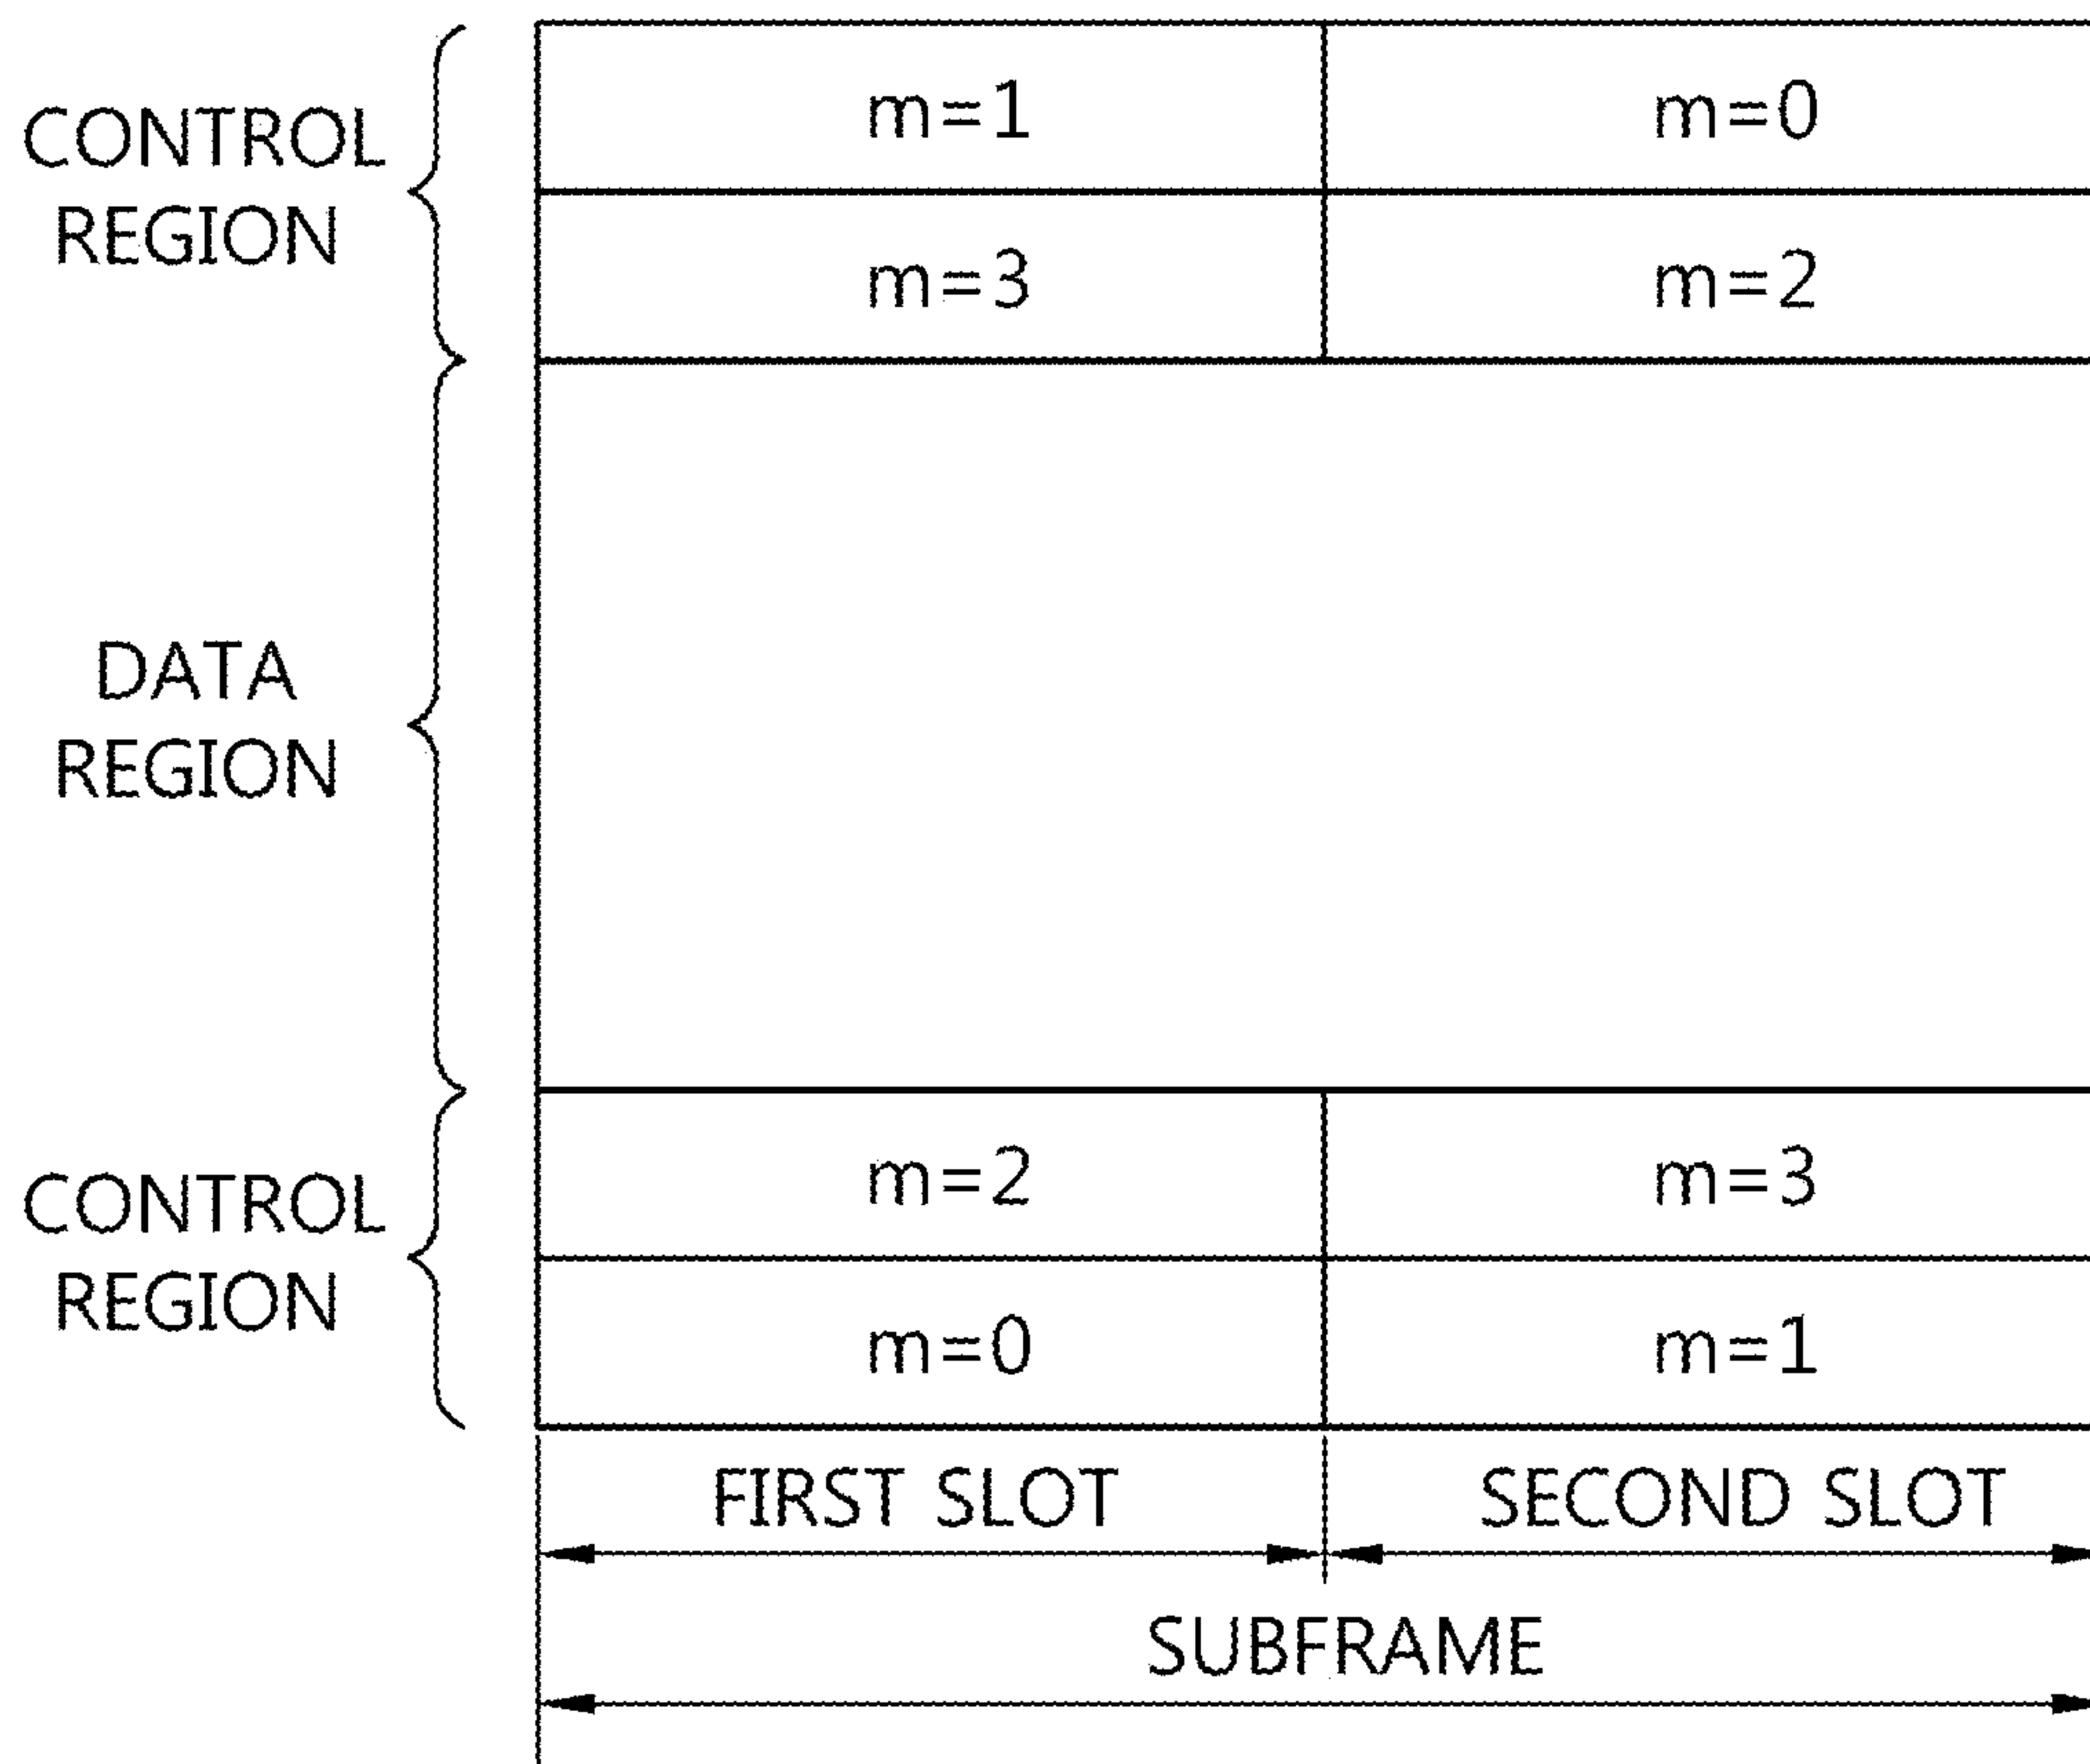 m=1 m=0
CONTROL
REGION
m=3 m=2
DATA
REGION
m=2 m=3
CONTROL
REGION
m=0 m=1
FIRST SLOT SECOND SLOT
SUBFRAME